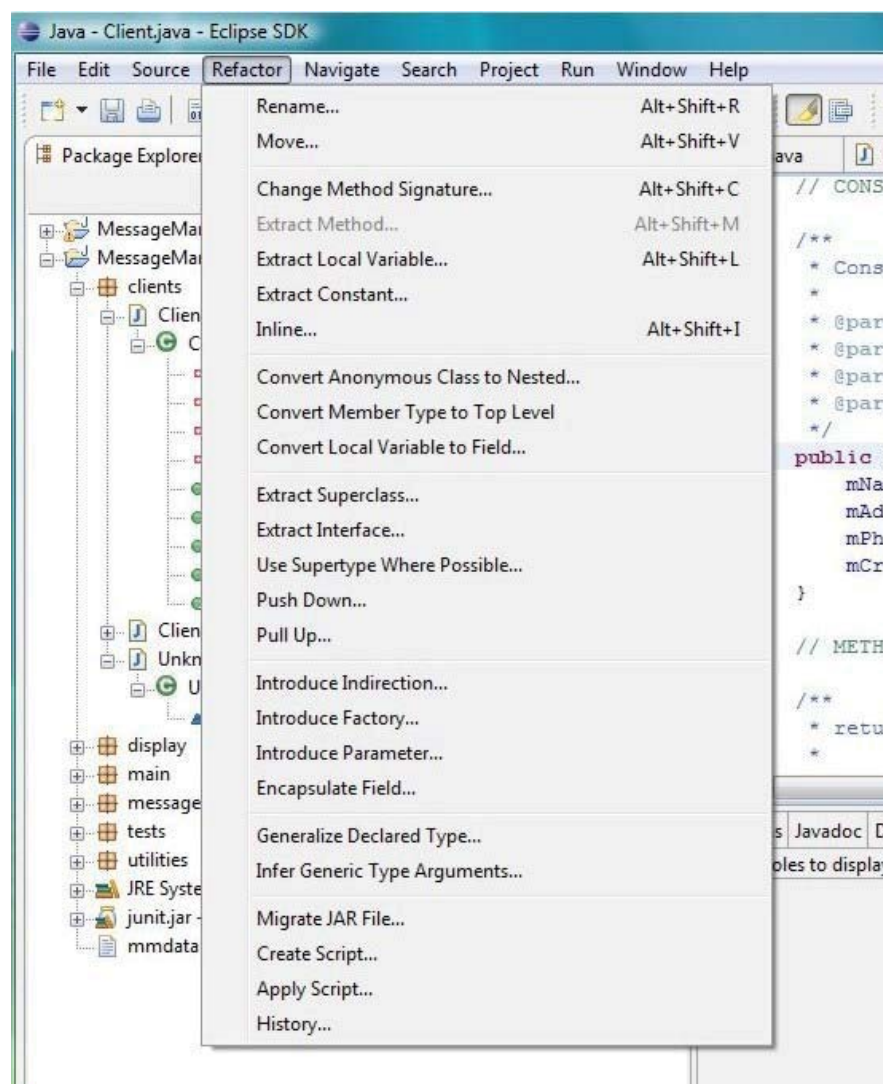 Java - Client.java - Eclipse SDK
File Edit Source Refactor Navigate Search Project Run Window Help
Package Explorer
MessageMa
MessageMa
clients
Clien
C
Clien
Unkn
U
display
main
message
tests
utilities
JRE Syste
junit.jar -
mmdata
Rename... Alt+Shift+R
Move... Alt+Shift+V
Change Method Signature... Alt+Shift+C
Extract Method... Alt+Shift+M
Extract Local Variable... Alt+Shift+L
Extract Constant...
Inline... Alt+Shift+I
Convert Anonymous Class to Nested...
Convert Member Type to Top Level
Convert Local Variable to Field...
Extract Superclass...
Extract Interface...
Use Supertype Where Possible...
Push Down...
Pull Up...
Introduce Indirection...
Introduce Factory...
Introduce Parameter...
Encapsulate Field...
Generalize Declared Type...
Infer Generic Type Arguments...
Migrate JAR File...
Create Script...
Apply Script...
History...
ava
// CONS
/**
* Cons
*
* @par
* @par
* @par
* @par
*/
public
mNa
mAd
mPh
mCr
}
// METH
/**
* retu
*
s Javadoc D
oles to display